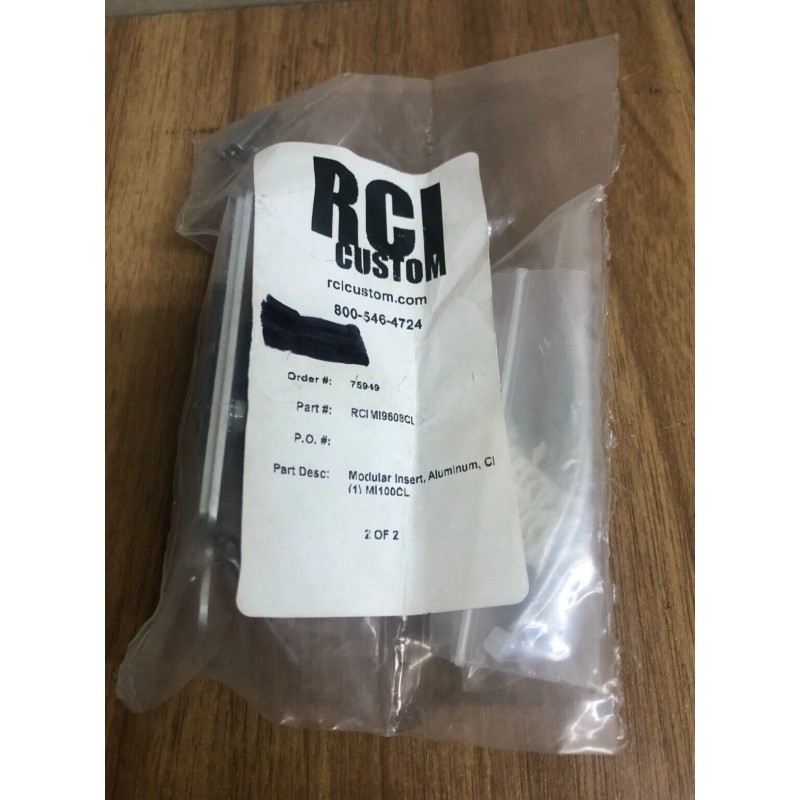 RCI
CUSTOM
rcicustom.com
800-546-4724
Order #: 75949
Part #: RCI MI9608CL
P.O. #:
Part Desc: Modular Insert, Aluminum, Cl
(1) MI100CL
2 OF 2